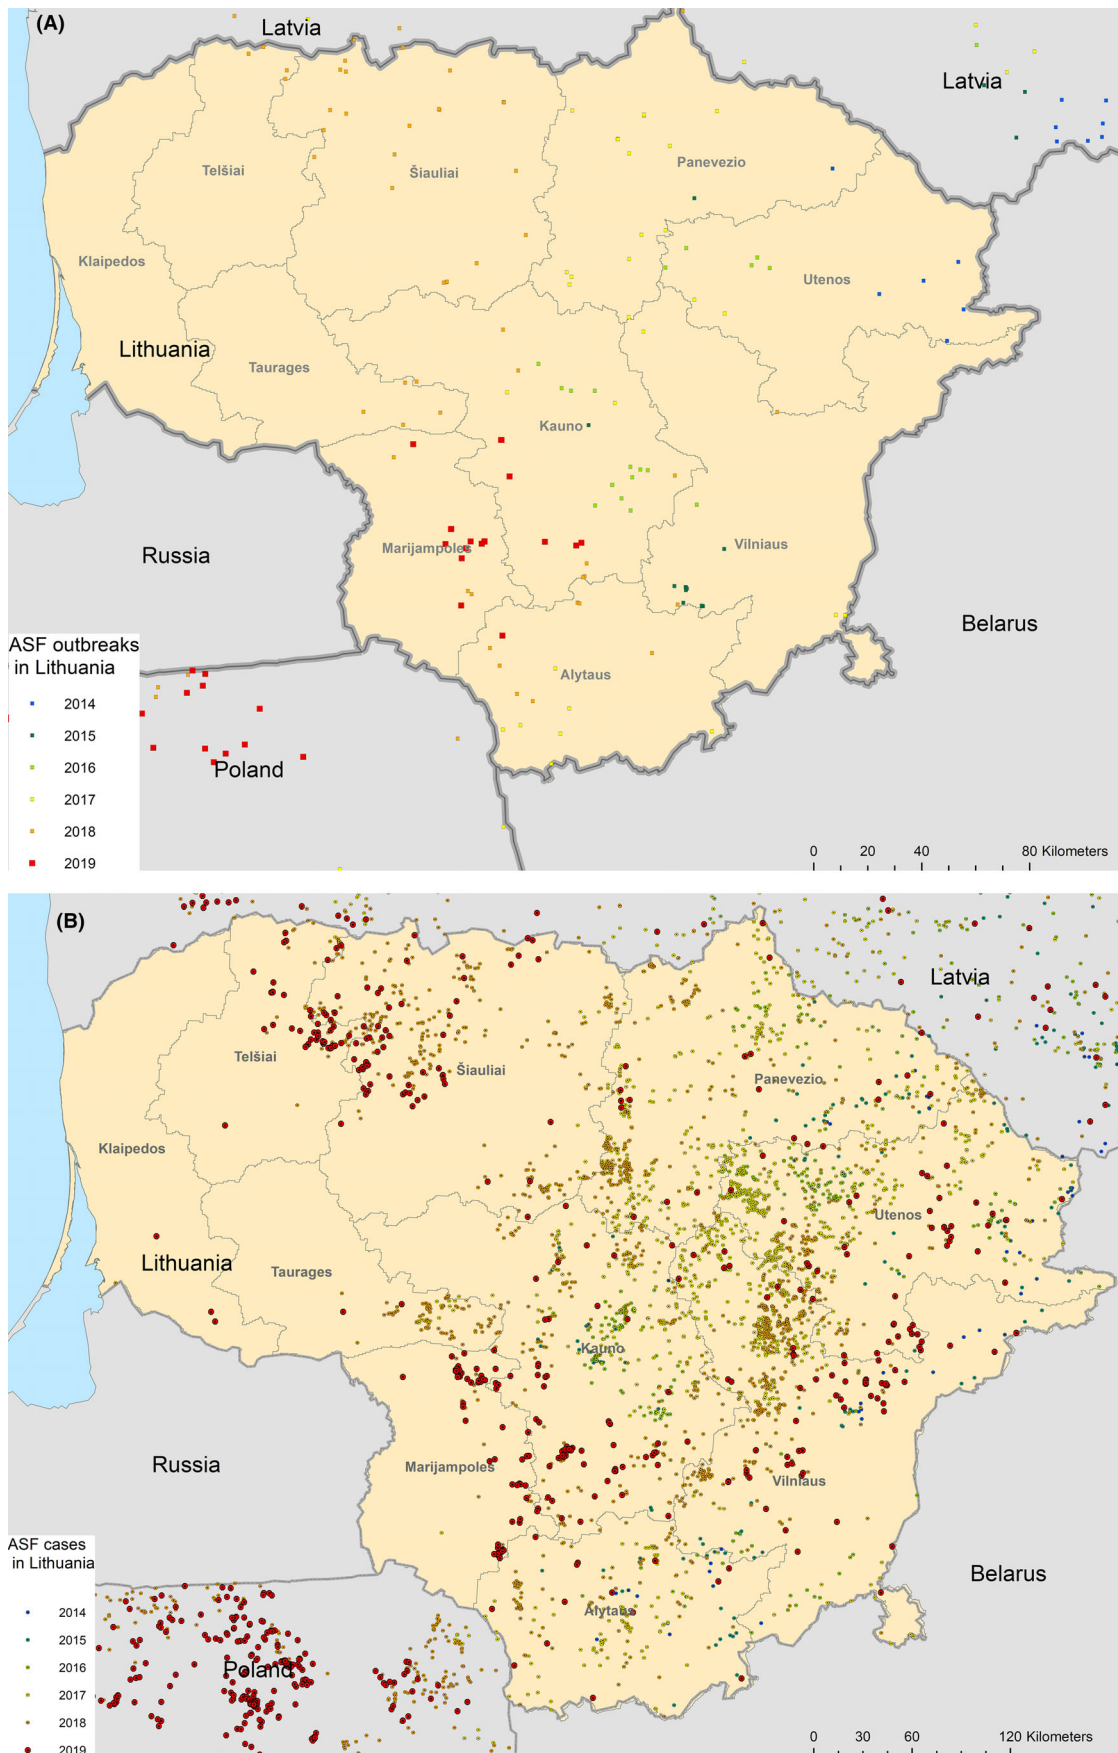 (A)
Latvia
Latvia
Telšiai
Šiauliai
Panevezio
Klaipedos
Utenos
Lithuania
Taurages
Kauno
Marijampoles
Vilniaus
Russia
Belarus
Alytaus
Poland
ASF outbreaks
in Lithuania
2014
2015
2016
2017
2018
2019
0 20 40 80 Kilometers
(B)
Latvia
Telšiai
Šiauliai
Panevezio
Klaipedos
Utenos
Lithuania
Taurages
Kauno
Marijampoles
Vilniaus
Russia
Belarus
Alytaus
Poland
ASF cases
in Lithuania
2014
2015
2016
2017
2018
2019
0 30 60 120 Kilometers